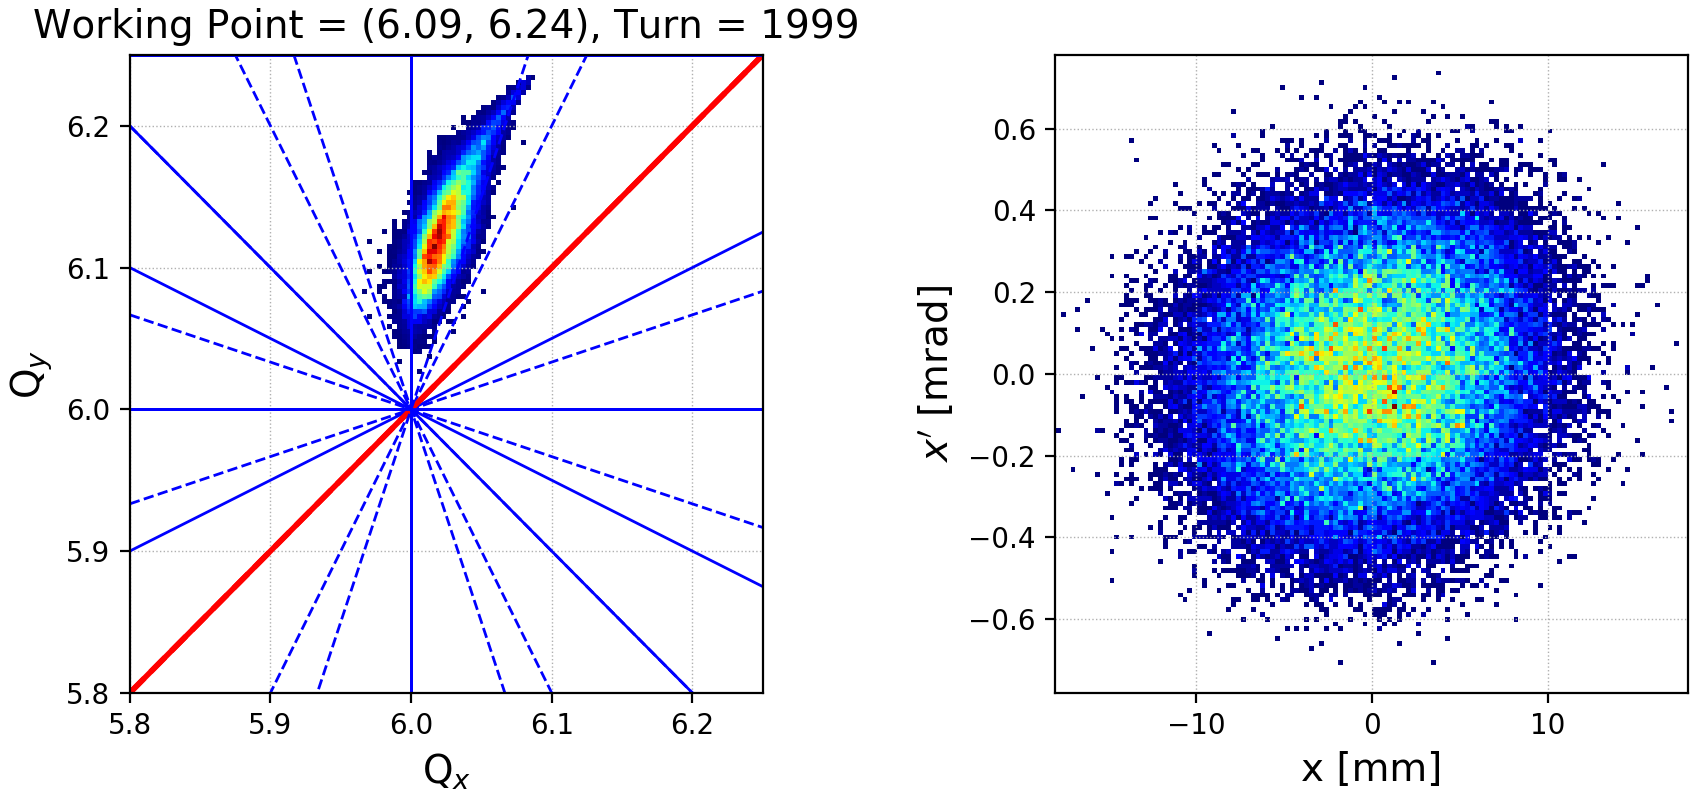 Working Point = (6.09, 6.24), Turn = 1999
6.2
6.1
6.0
5.9
5.8
Q_y
5.8 5.9 6.0 6.1 6.2
Q_x
0.6
0.4
0.2
0.0
−0.2
−0.4
−0.6
x′ [mrad]
−10 0 10
x [mm]